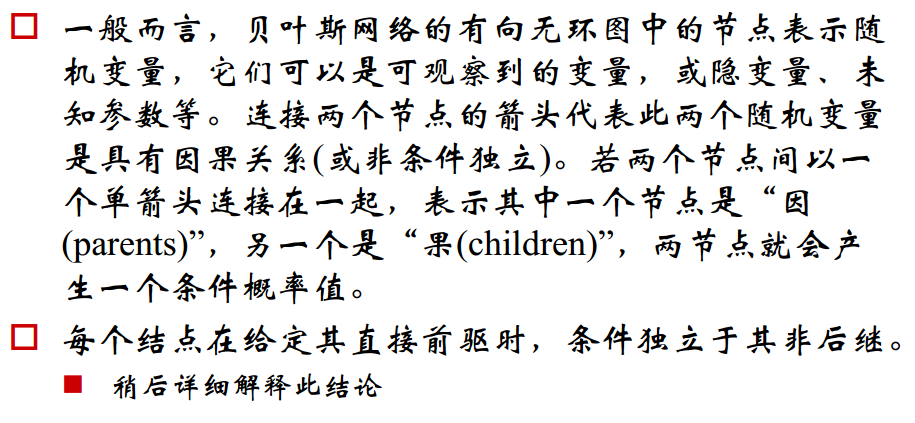 一般而言，贝叶斯网络的有向无环图中的节点表示随
机变量，它们可以是可观察到的变量，或隐变量、未
知参数等。连接两个节点的箭头代表此两个随机变量
是具有因果关系(或非条件独立)。若两个节点间以一
个单箭头连接在一起，表示其中一个节点是“因
(parents)”，另一个是“果(children)”，两节点就会产
生一个条件概率值。
每个结点在给定其直接前驱时，条件独立于其非后继。
稍后详细解释此结论